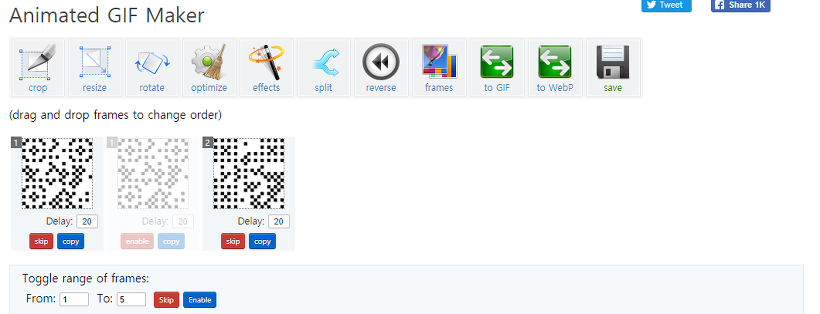 Tweet Share 1K
Animated GIF Maker
crop resize rotate optimize effects split reverse frames to GIF to WebP save
(drag and drop frames to change order)
1 1 2
Delay: 20 Delay: 20 Delay: 20
skip copy enable copy skip copy
Toggle range of frames:
From: 1 To: 5 Skip Enable